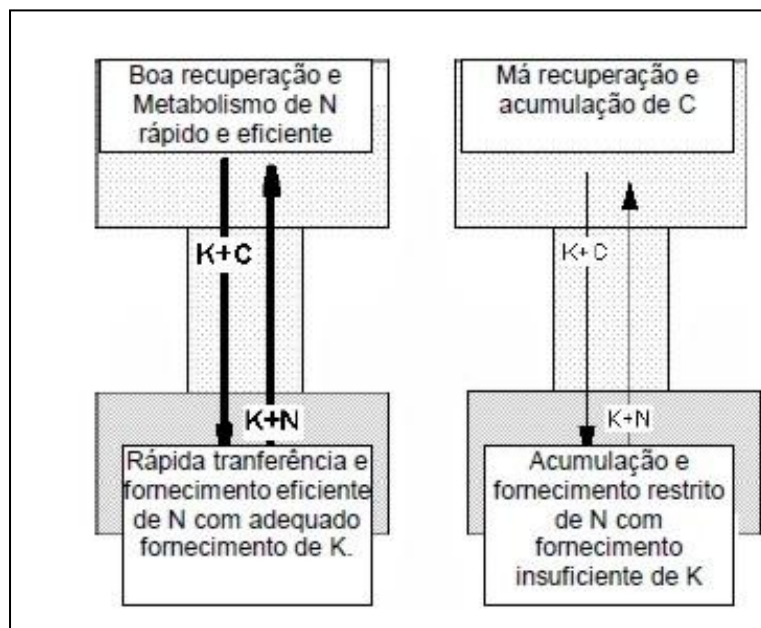 Boa recuperação e
Metabolismo de N
rápido e eficiente
K+C
K+N
Rápida tranferência e
fornecimento eficiente
de N com adequado
fornecimento de K.
Má recuperação e
acumulação de C
K+C
K+N
Acumulação e
fornecimento restrito
de N com
fornecimento
insuficiente de K